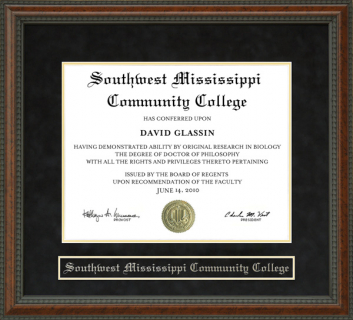 Southwest Mississippi
Community College
HAS CONFERRED UPON
DAVID GLASSIN
HAVING DEMONSTRATED ABILITY BY ORIGINAL RESEARCH IN BIOLOGY
THE DEGREE OF DOCTOR OF PHILOSOPHY
WITH ALL THE RIGHTS AND PRIVILEGES THERETO PERTAINING
ISSUED BY THE BOARD OF REGENTS
UPON RECOMMENDATION OF THE FACULTY
JUNE 14, 2010
PROVOST
PRESIDENT
Southwest Mississippi Community College